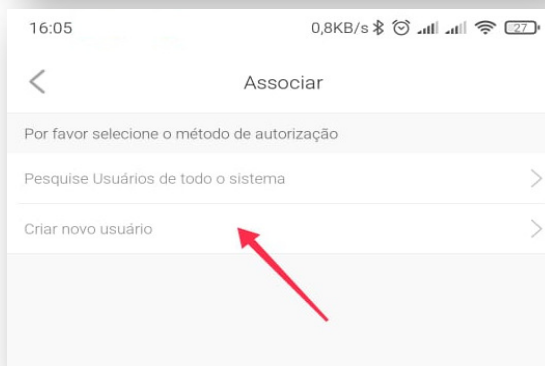 16:05 0,8KB/s 27
Associar
Por favor selecione o método de autorização
Pesquise Usuários de todo o sistema
Criar novo usuário